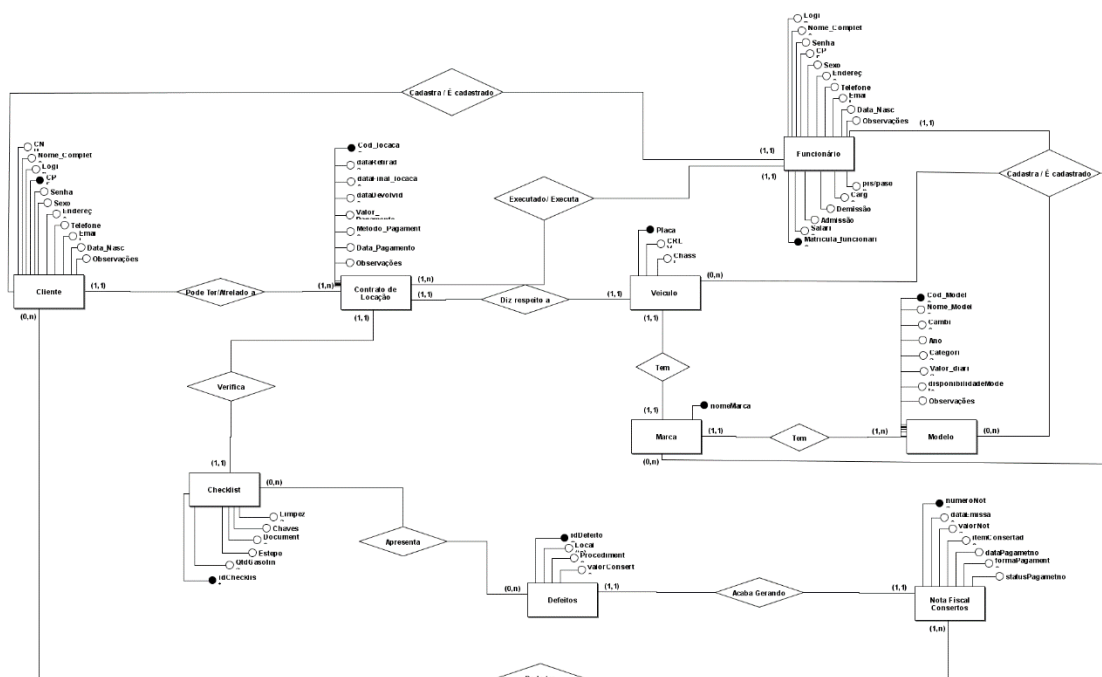 Logi
Nome_Complet
Senha
CP
Sexo
Endereç
Telefone
Emai
Data_Nasc
Observações
(1,1)
Cadastra / É cadastrado
(1,1)
Funcionário
(1,1)
Cadastra / É cadastrado
pis/pase
Carg
Demissão
Admissão
Salari
Matricula_funcionari
CN
Nome_Complet
Logi
CP
Senha
Sexo
Endereç
Telefone
Emai
Data_Nasc
Observações
Cliente
(1,1)
(0,n)
Pode Ter/Atrelado a
Cod_locaca
dataRetirad
dataFinal_locaca
dataDevolvid
Valor_
Metodo_Pagament
Data_Pagamento
Observações
(1,n)
Contrato de
Locação
(1,n)
(1,1)
(1,1)
Executado/ Executa
Diz respeito a
Placa
CRL
Chass
(1,1)
Veiculo
(0,n)
(1,1)
Tem
(1,1)
nomeMarca
Marca
(1,1)
(0,n)
Tem
Cod_Model
Nome_Model
Cambi
Ano
Categori
Valor_diari
disponibilidadeMode
Observações
(1,n)
Modelo
(0,n)
Verifica
(1,1)
Checklist
(0,n)
Limpez
Chaves
Document
Estepe
QtdGasolin
idChecklis
Apresenta
idDefeito
Local
Procediment
valorConsert
(0,n)
Defeitos
(1,1)
Acaba Gerando
numeroNot
dataEmissa
valorNot
itemConsertad
dataPagametno
formaPagament
statusPagametno
(1,1)
Nota Fiscal
Consertos
(1,n)